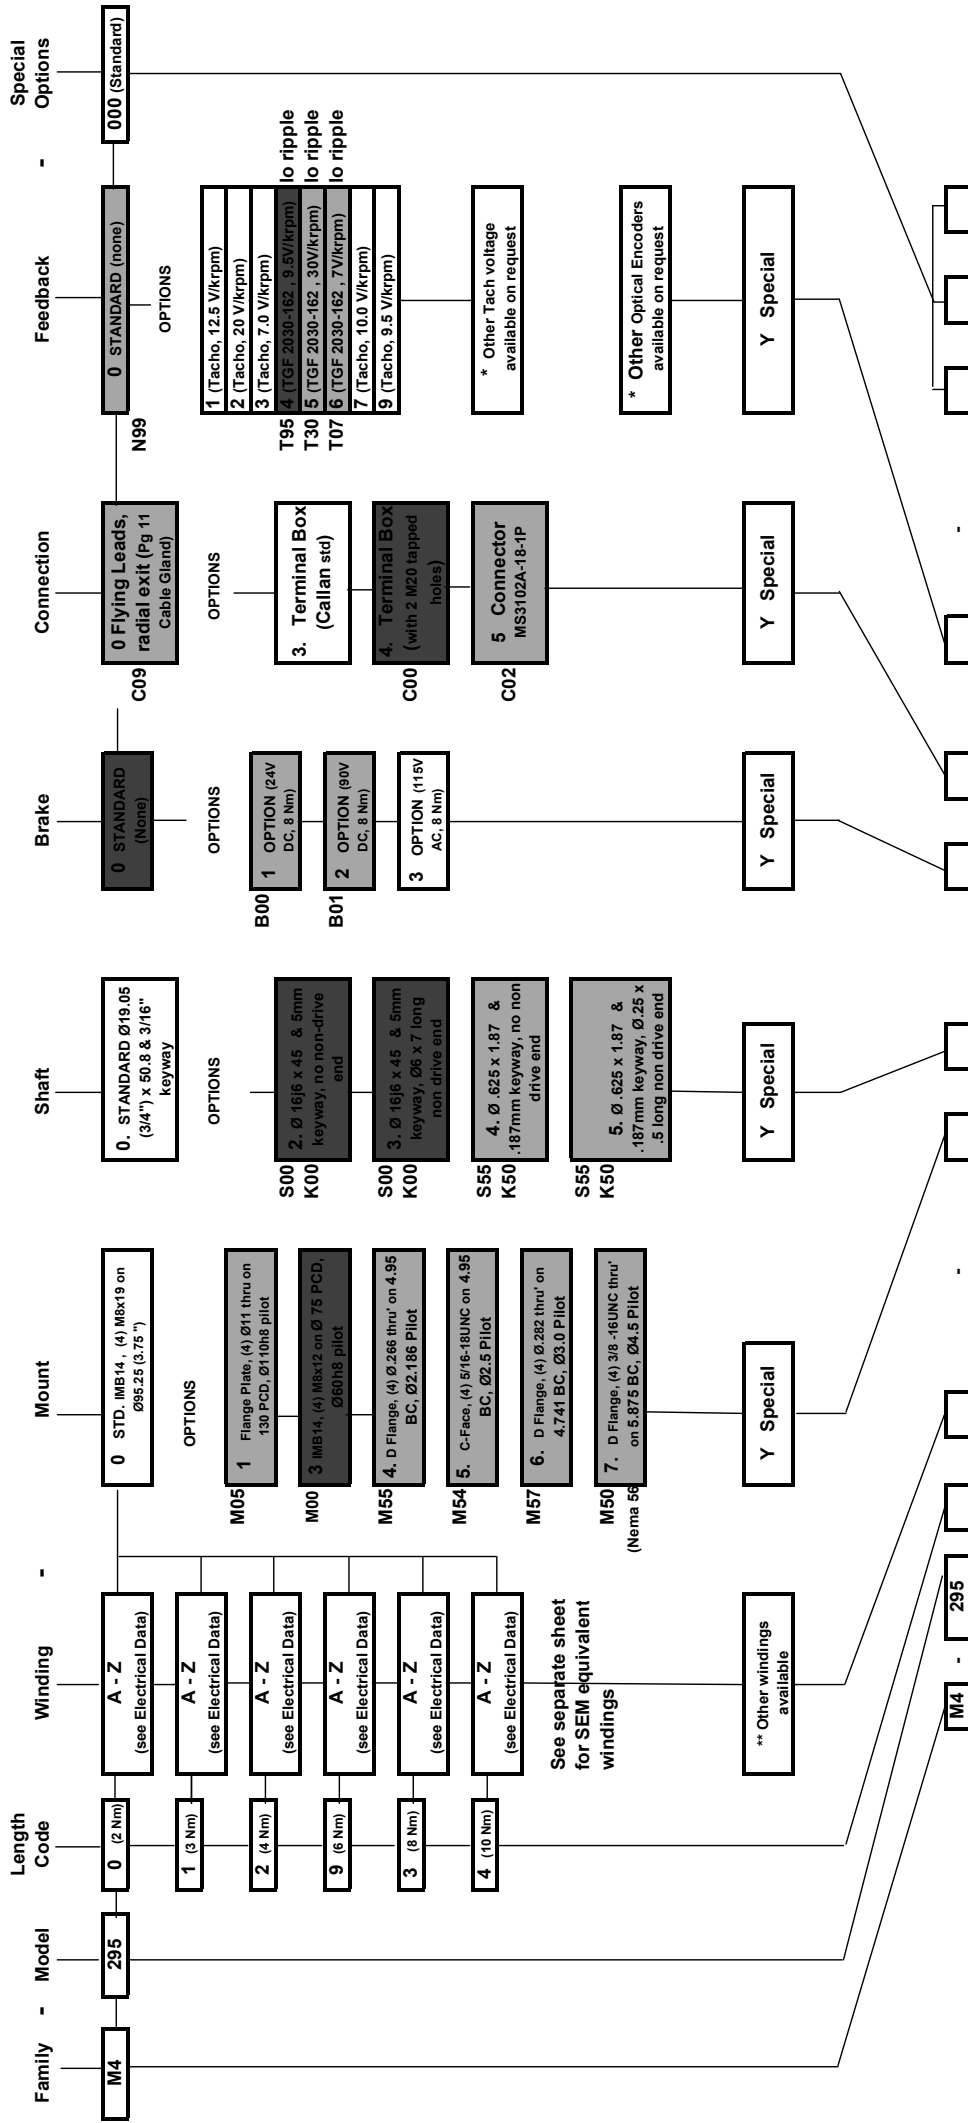 Family - Model
Length
Code
Winding -
Mount
Shaft
Brake
Connection
Feedback -
Special
Options
M4
295
0 (2 Nm)
1 (3 Nm)
2 (4 Nm)
9 (6 Nm)
3 (8 Nm)
4 (10 Nm)
A - Z
(see Electrical Data)
A - Z
(see Electrical Data)
A - Z
(see Electrical Data)
A - Z
(see Electrical Data)
A - Z
(see Electrical Data)
A - Z
(see Electrical Data)
See separate sheet
for SEM equivalent
windings
** Other windings
available
0 STD. IMB14 , (4) M8x19 on
Ø95.25 (3.75 ")
OPTIONS
M05
1 Flange Plate, (4) Ø11 thru on
130 PCD, Ø110h8 pilot
M00
3 IMB14, (4) M8x12 on Ø 75 PCD,
Ø60h8 pilot
M55
4. D Flange, (4) Ø.266 thru' on 4.95
BC, Ø2.186 Pilot
M54
5. C-Face, (4) 5/16-18UNC on 4.95
BC, Ø2.5 Pilot
M57
6. D Flange, (4) Ø.282 thru' on
4.741 BC, Ø3.0 Pilot
M50
(Nema 56
7. D Flange, (4) 3/8 -16UNC thru'
on 5.875 BC, Ø4.5 Pilot
Y Special
0. STANDARD Ø19.05
(3/4") x 50.8 & 3/16"
keyway
OPTIONS
S00
K00
2. Ø 16j6 x 45 & 5mm
keyway, no non-drive
end
S00
K00
3. Ø 16j6 x 45 & 5mm
keyway, Ø6 x 7 long
non drive end
S55
K50
4. Ø .625 x 1.87 &
.187mm keyway, no non
drive end
S55
K50
5. Ø .625 x 1.87 &
.187mm keyway, Ø.25 x
.5 long non drive end
Y Special
0 STANDARD
(None)
OPTIONS
B00
1 OPTION (24V
DC, 8 Nm)
B01
2 OPTION (90V
DC, 8 Nm)
3 OPTION (115V
AC, 8 Nm)
Y Special
C09
0 Flying Leads,
radial exit (Pg 11
Cable Gland)
OPTIONS
3. Terminal Box
(Callan std)
C00
4. Terminal Box
(with 2 M20 tapped
holes)
C02
5 Connector
MS3102A-18-1P
Y Special
N99
0 STANDARD (none)
OPTIONS
1 (Tacho, 12.5 V/krpm)
2 (Tacho, 20 V/krpm)
3 (Tacho, 7.0 V/krpm)
T95 4 (TGF 2030-162 , 9.5V/krpm) lo ripple
T30 5 (TGF 2030-162 , 30V/krpm) lo ripple
T07 6 (TGF 2030-162 , 7V/krpm) lo ripple
7 (Tacho, 10.0 V/krpm)
9 (Tacho, 9.5 V/krpm)
* Other Tach voltage
available on request
* Other Optical Encoders
available on request
Y Special
000 (Standard)
M4 - 295 - -